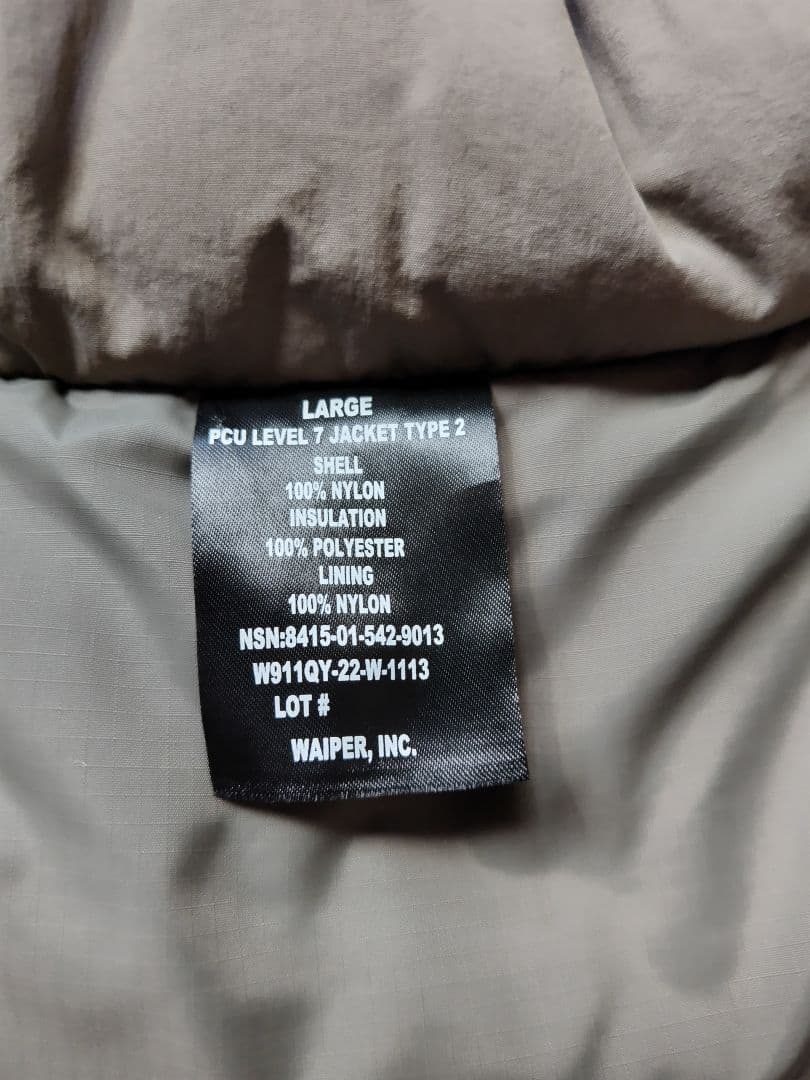 LARGE
PCU LEVEL 7 JACKET TYPE 2
SHELL
100% NYLON
INSULATION
100% POLYESTER
LINING
100% NYLON
NSN:8415-01-542-9013
W911QY-22-W-1113
LOT #
WAIPER, INC.